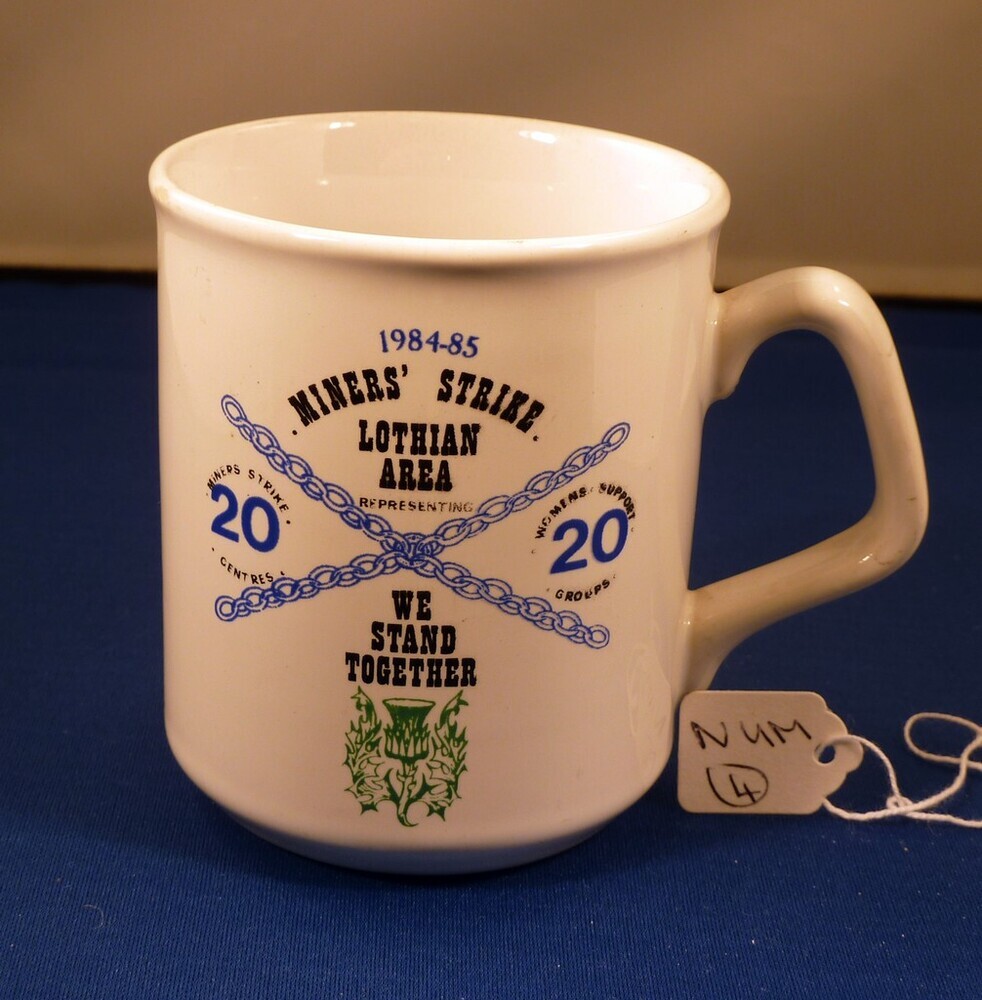 1984-85
MINERS' STRIKE
LOTHIAN
AREA
REPRESENTING
MINERS STRIKE
20
CENTRES
WOMENS SUPPORT
20
GROUPS
WE
STAND
TOGETHER
NUM
4